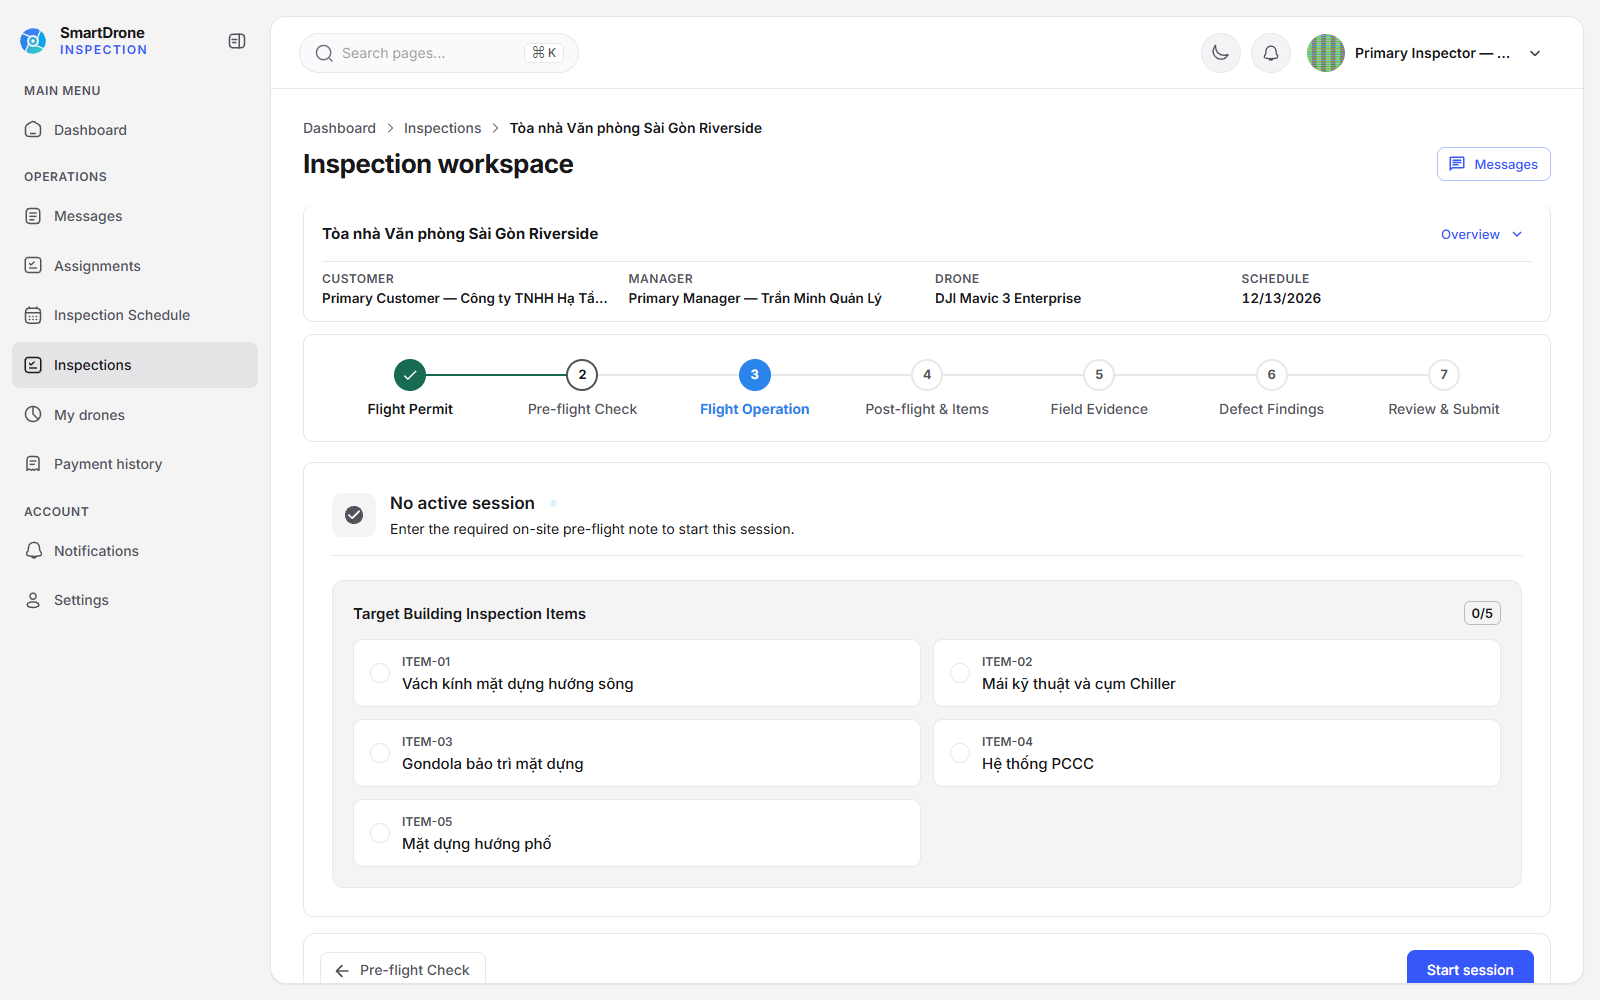 SmartDrone
INSPECTION
MAIN MENU
Dashboard
OPERATIONS
Messages
Assignments
Inspection Schedule
Inspections
My drones
Payment history
ACCOUNT
Notifications
Settings
Search pages...
⌘ K
Primary Inspector — ...
Dashboard > Inspections > Tòa nhà Văn phòng Sài Gòn Riverside
Inspection workspace
Messages
Tòa nhà Văn phòng Sài Gòn Riverside
Overview
CUSTOMER
Primary Customer — Công ty TNHH Hạ Tầ...
MANAGER
Primary Manager — Trần Minh Quản Lý
DRONE
DJI Mavic 3 Enterprise
SCHEDULE
12/13/2026
Flight Permit
2
Pre-flight Check
3
Flight Operation
4
Post-flight & Items
5
Field Evidence
6
Defect Findings
7
Review & Submit
No active session
Enter the required on-site pre-flight note to start this session.
Target Building Inspection Items
0/5
ITEM-01
Vách kính mặt dựng hướng sông
ITEM-02
Mái kỹ thuật và cụm Chiller
ITEM-03
Gondola bảo trì mặt dựng
ITEM-04
Hệ thống PCCC
ITEM-05
Mặt dựng hướng phố
Pre-flight Check
Start session